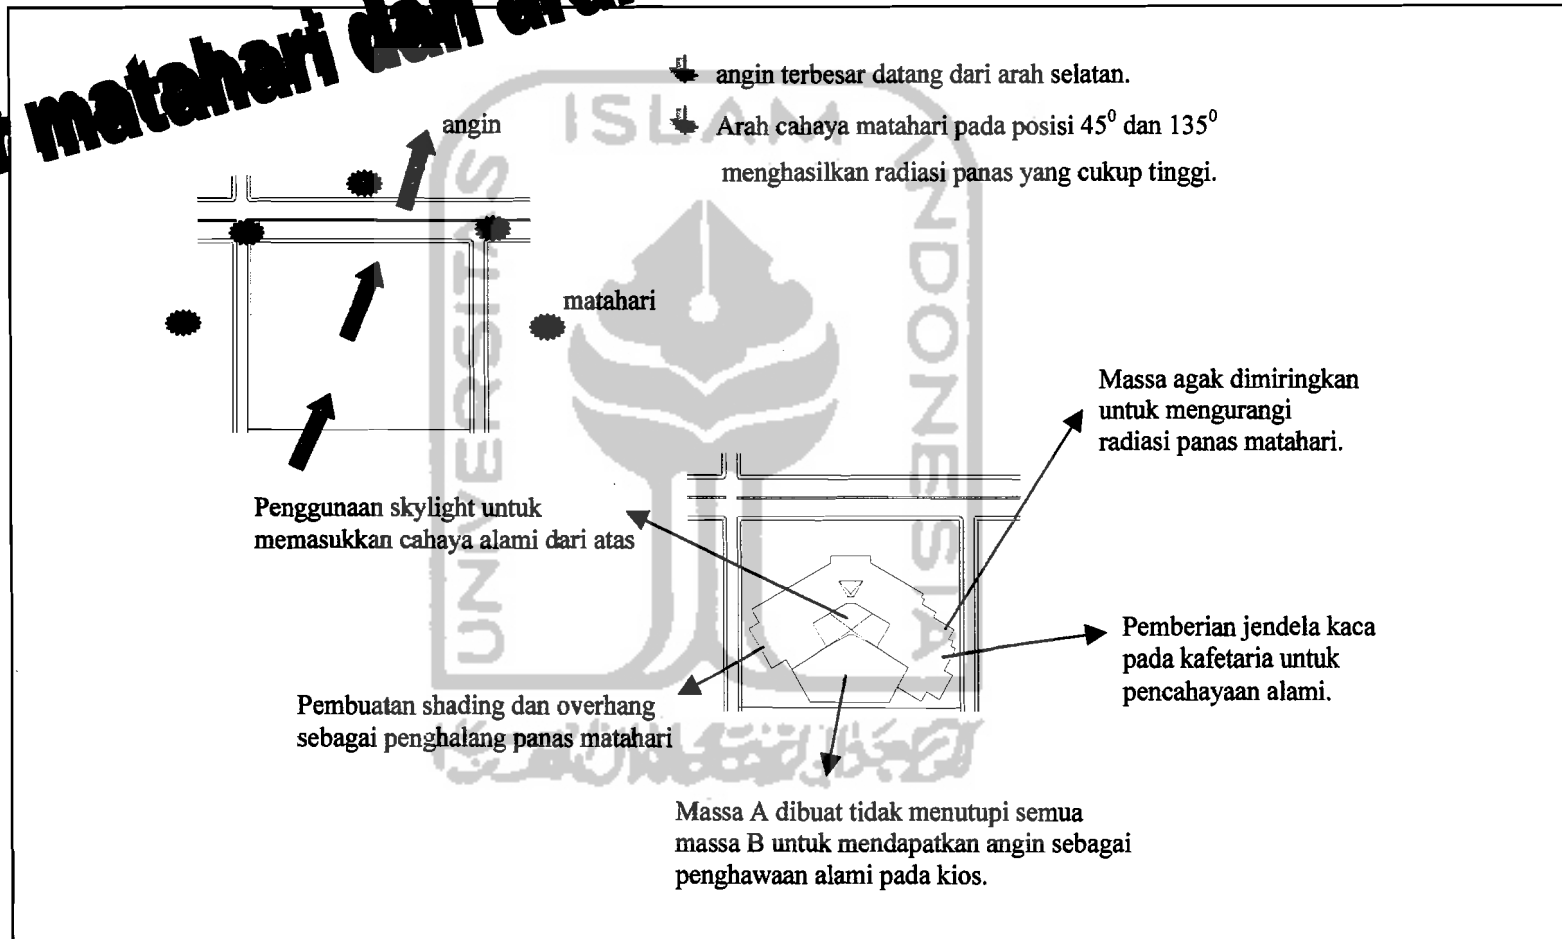 matahari dan
angin terbesar datang dari arah selatan.
Arah cahaya matahari pada posisi 45⁰ dan 135⁰
menghasilkan radiasi panas yang cukup tinggi.
angin
matahari
Massa agak dimiringkan
untuk mengurangi
radiasi panas matahari.
Penggunaan skylight untuk
memasukkan cahaya alami dari atas
Pemberian jendela kaca
pada kafetaria untuk
pencahayaan alami.
Pembuatan shading dan overhang
sebagai penghalang panas matahari
Massa A dibuat tidak menutupi semua
massa B untuk mendapatkan angin sebagai
penghawaan alami pada kios.
UNIVERSITAS
ISLAM
INDONESIA